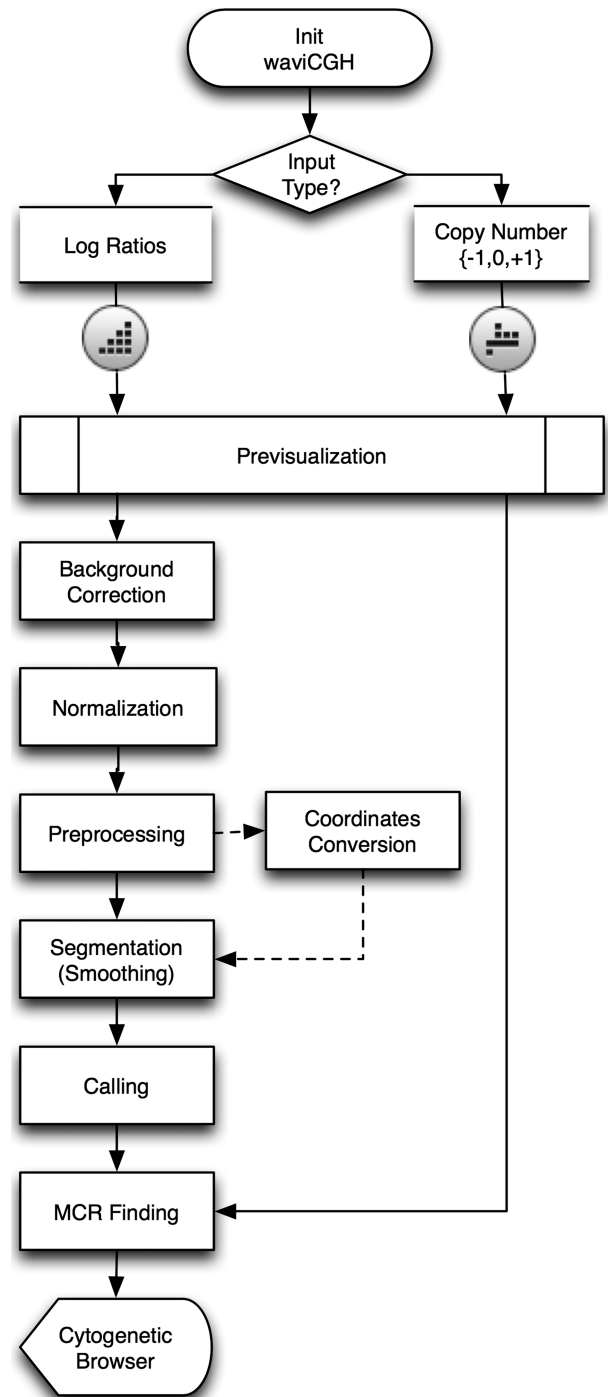 Init
waviCGH
Input
Type?
Log Ratios
Copy Number
{-1,0,+1}
Previsualization
Background
Correction
Normalization
Preprocessing
Coordinates
Conversion
Segmentation
(Smoothing)
Calling
MCR Finding
Cytogenetic
Browser